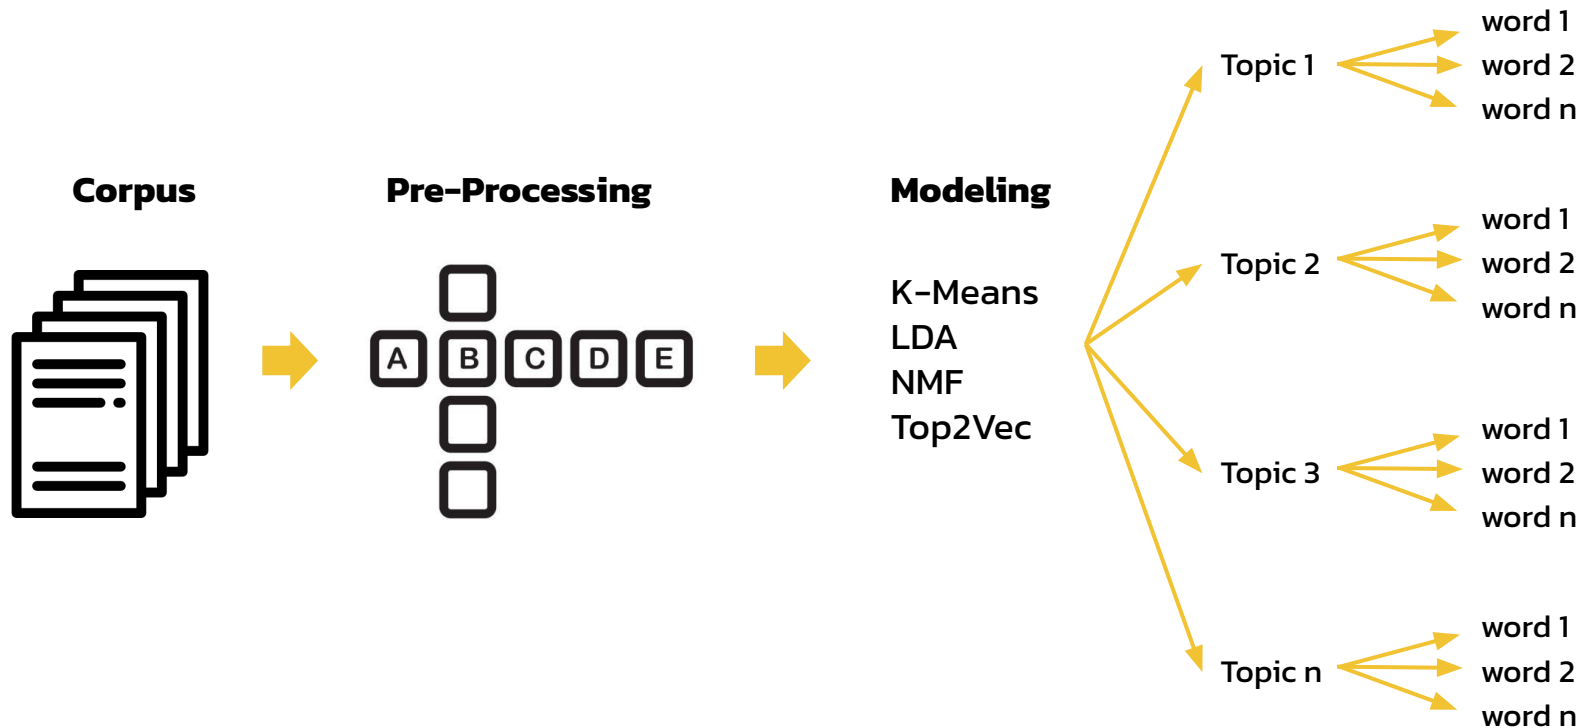 Corpus
Pre-Processing
A B C D E
Modeling
K-Means
LDA
NMF
Top2Vec
Topic 1
word 1
word 2
word n
Topic 2
word 1
word 2
word n
Topic 3
word 1
word 2
word n
Topic n
word 1
word 2
word n